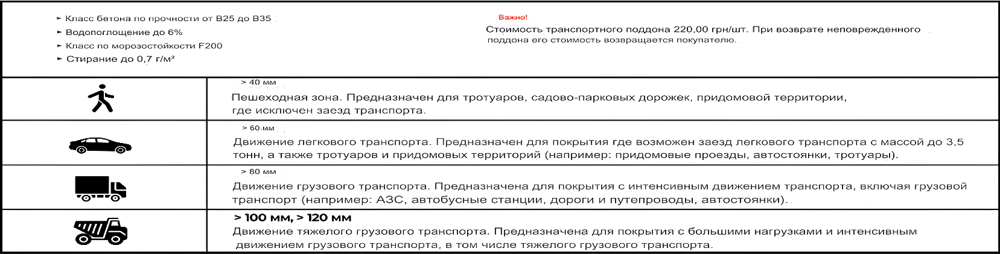 ► Класс бетона по прочности от В25 до В35
► Водопоглощение до 6%
► Класс по морозостойкости F200
► Стирание до 0,7 г/м²
Важно!
Стоимость транспортного поддона 220,00 грн/шт. При возврате неповрежденного
поддона его стоимость возвращается покупателю.
> 40 мм
Пешеходная зона. Предназначен для тротуаров, садово-парковых дорожек, придомовой территории,
где исключен заезд транспорта.
> 60 мм
Движение легкового транспорта. Предназначен для покрытия где возможен заезд легкового транспорта с массой до 3,5
тонн, а также тротуаров и придомовых территорий (например: придомовые проезды, автостоянки, тротуары).
> 80 мм
Движение грузового транспорта. Предназначена для покрытия с интенсивным движением транспорта, включая грузовой
транспорт (например: АЗС, автобусные станции, дороги и путепроводы, автостоянки).
> 100 мм, > 120 мм
Движение тяжелого грузового транспорта. Предназначена для покрытия с большими нагрузками и интенсивным
движением грузового транспорта, в том числе тяжелого грузового транспорта.